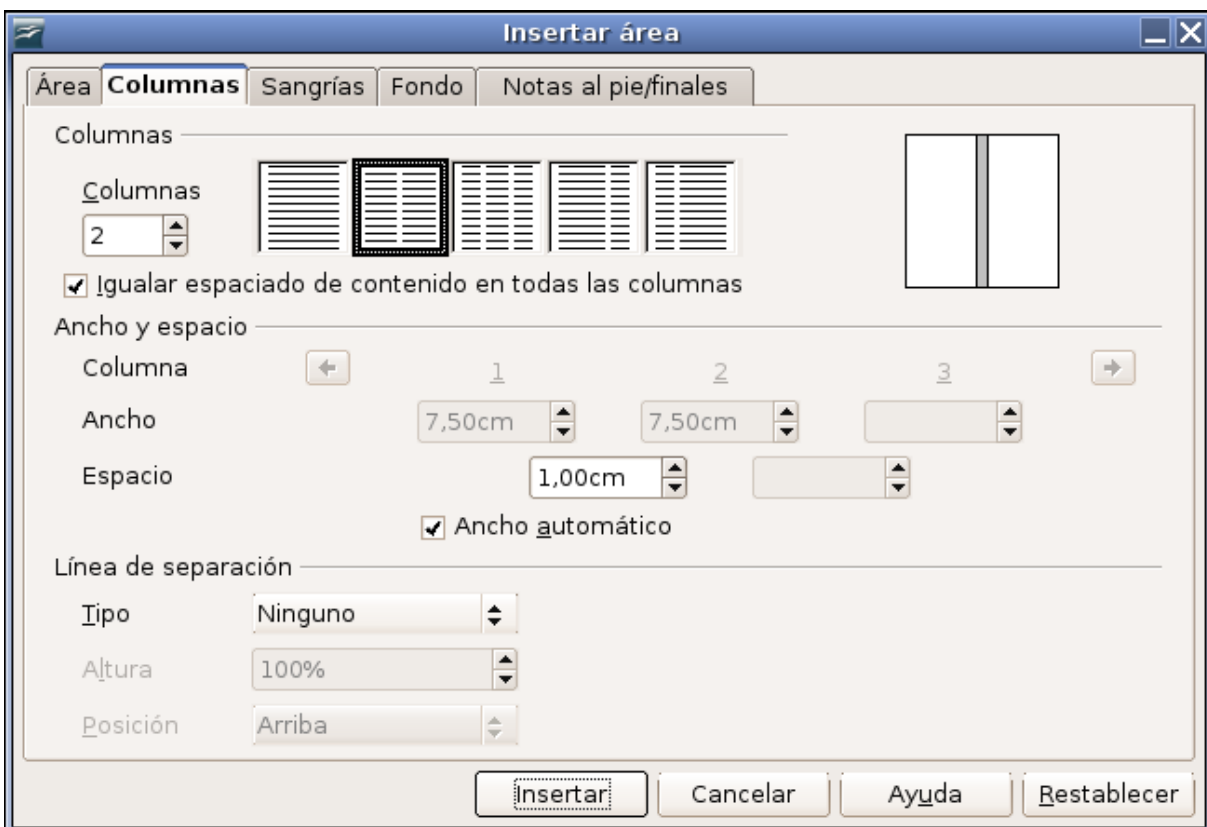 Insertar área
Área Columnas Sangrías Fondo Notas al pie/finales
Columnas
Columnas
2
Igualar espaciado de contenido en todas las columnas
Ancho y espacio
Columna 1 2 3
Ancho 7,50cm 7,50cm
Espacio 1,00cm
Ancho automático
Línea de separación
Tipo Ninguno
Altura 100%
Posición Arriba
Insertar Cancelar Ayuda Restablecer